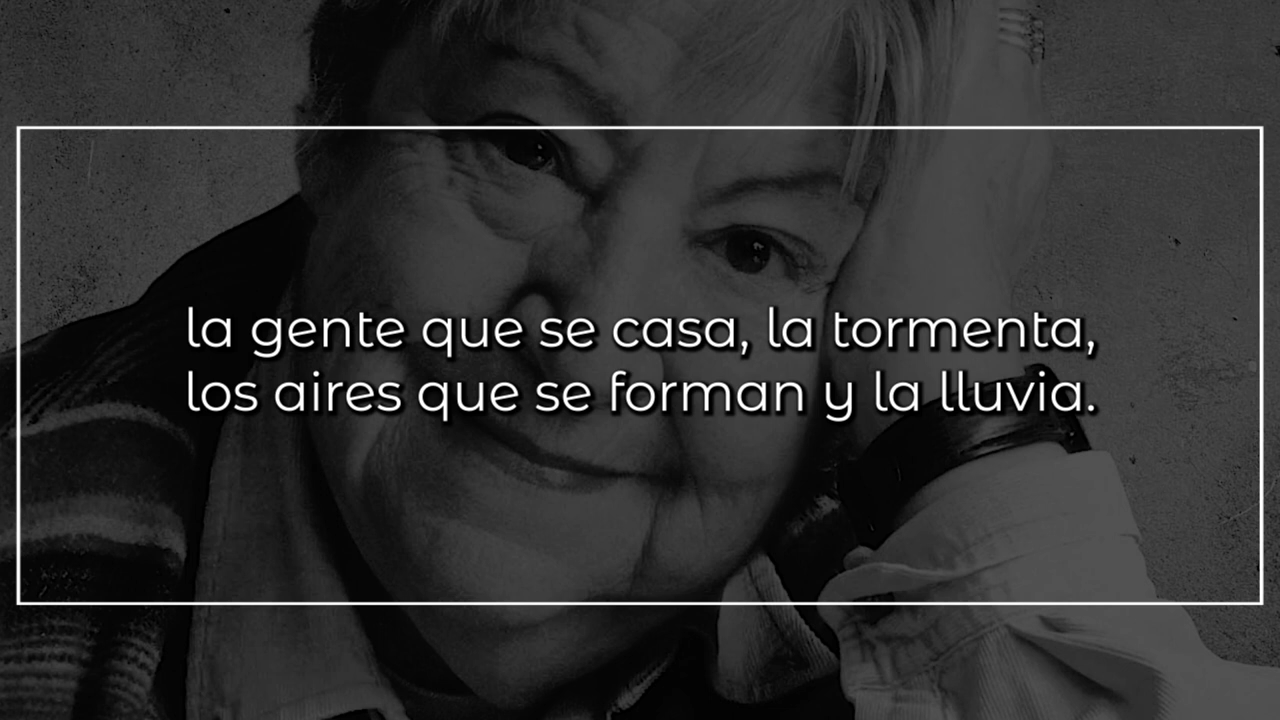 la gente que se casa, la tormenta,
los aires que se forman y la lluvia.